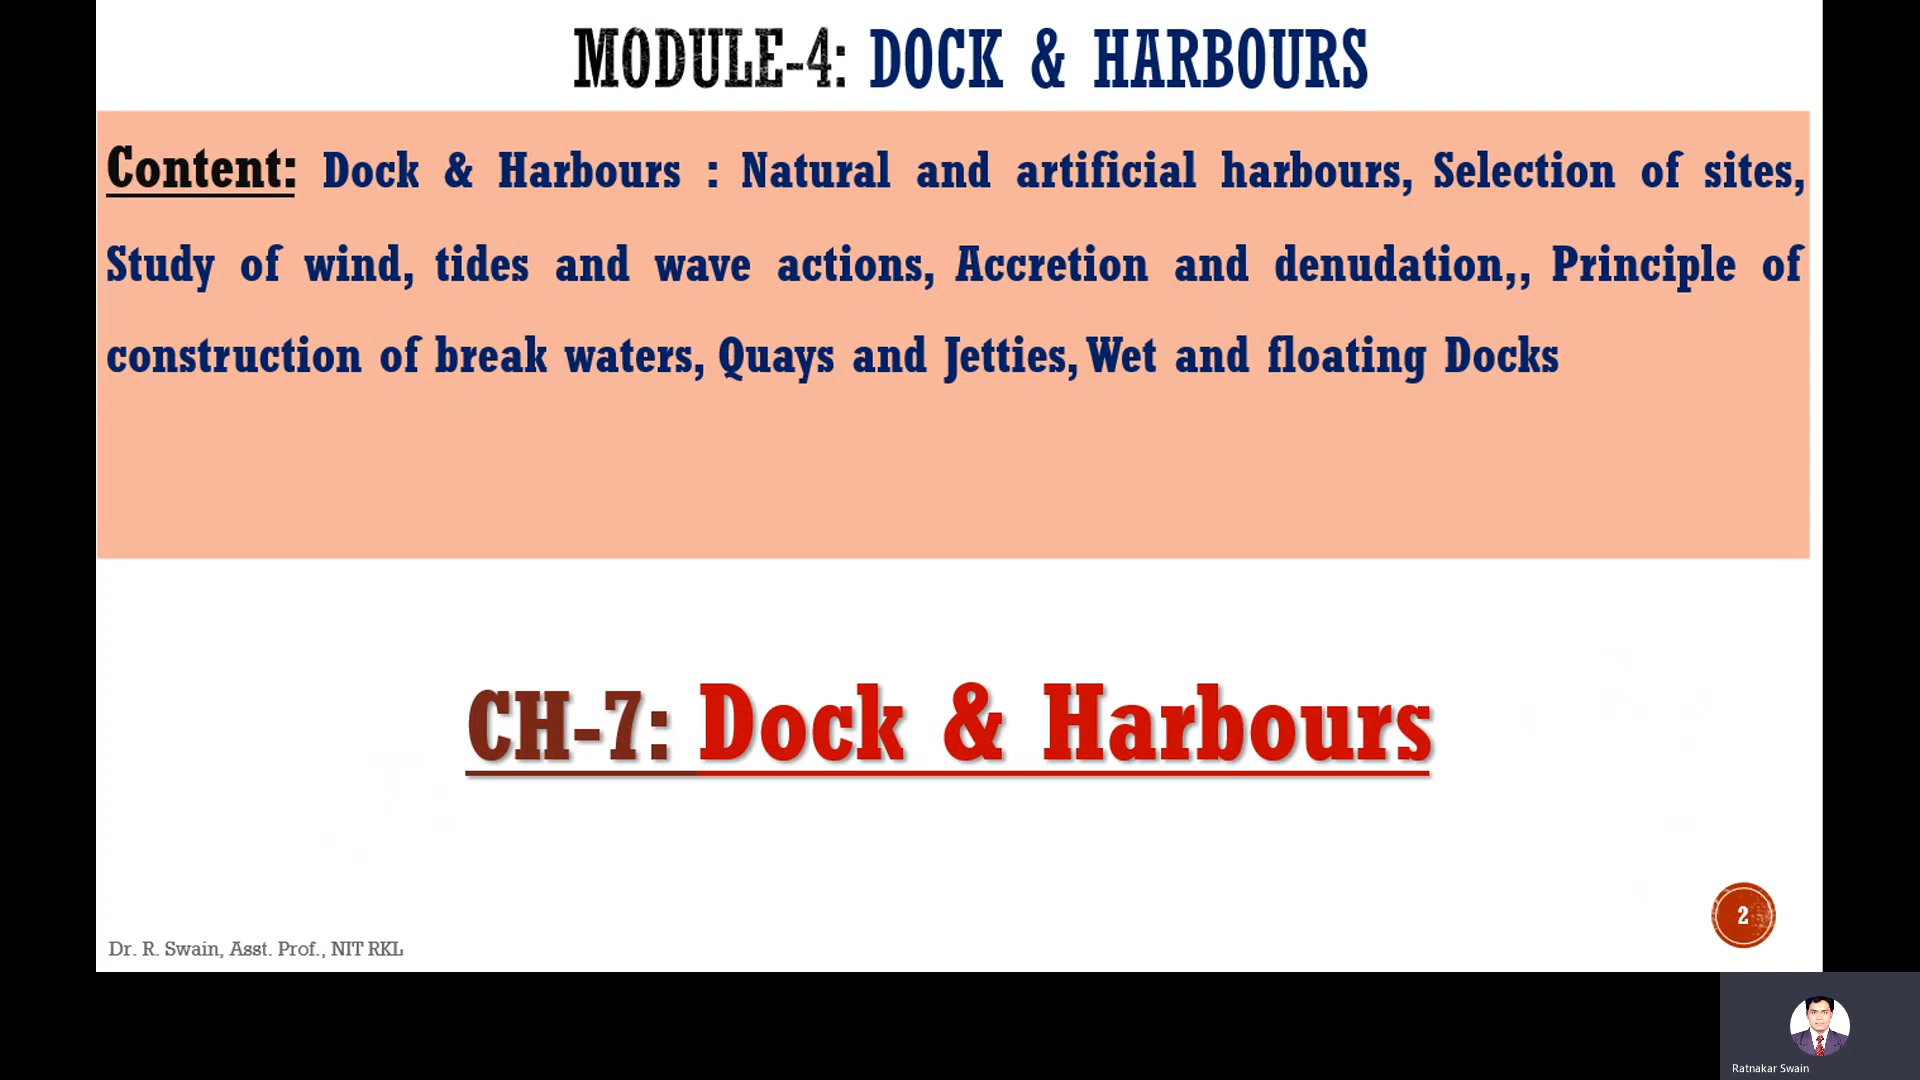 MODULE-4: DOCK & HARBOURS
Content: Dock & Harbours : Natural and artificial harbours, Selection of sites,
Study of wind, tides and wave actions, Accretion and denudation,, Principle of
construction of break waters, Quays and Jetties, Wet and floating Docks
CH-7: Dock & Harbours
2
Dr. R. Swain, Asst. Prof., NIT RKL
Ratnakar Swain